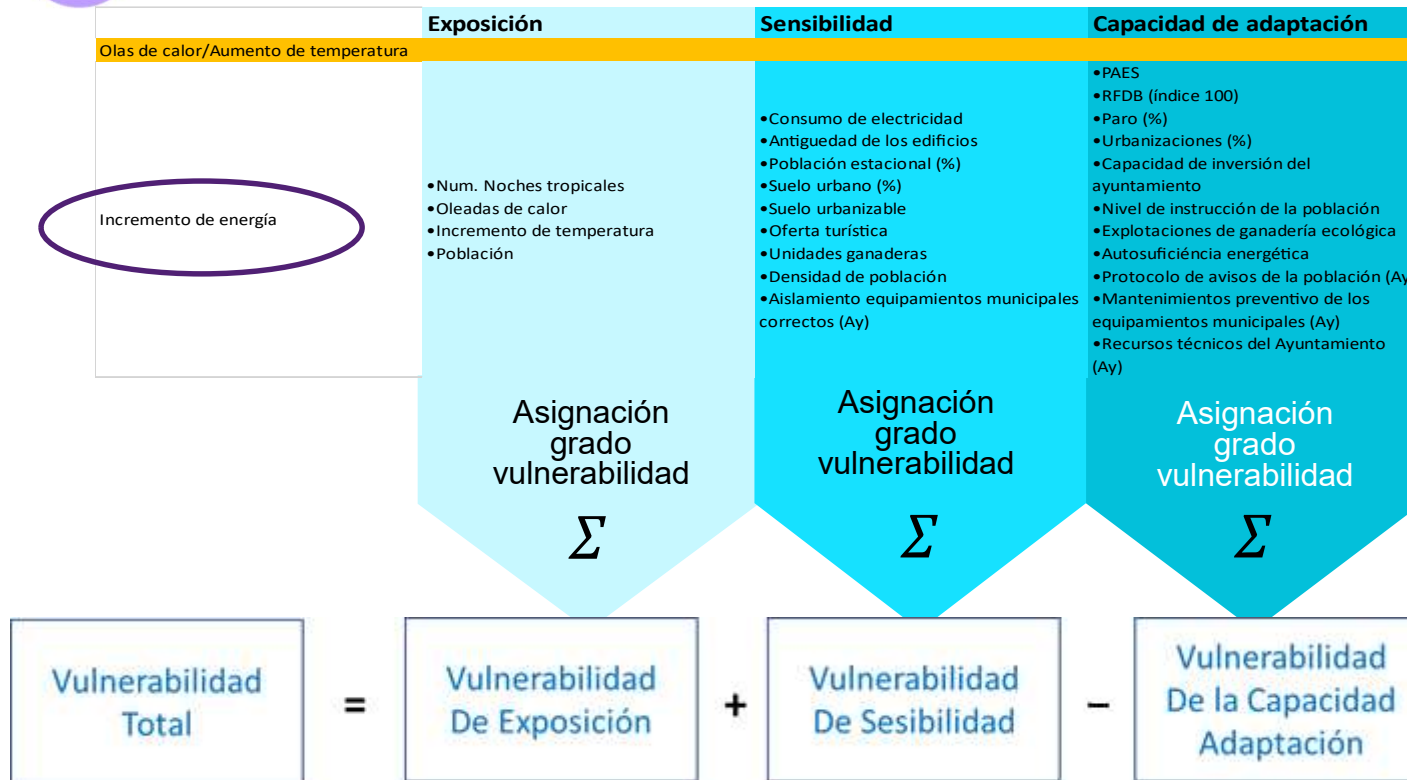 Exposición
Sensibilidad
Capacidad de adaptación
Olas de calor/Aumento de temperatura
Incremento de energía
•Num. Noches tropicales
•Oleadas de calor
•Incremento de temperatura
•Población
•Consumo de electricidad
•Antiguedad de los edificios
•Población estacional (%)
•Suelo urbano (%)
•Suelo urbanizable
•Oferta turística
•Unidades ganaderas
•Densidad de población
•Aislamiento equipamientos municipales
correctos (Ay)
•PAES
•RFDB (índice 100)
•Paro (%)
•Urbanizaciones (%)
•Capacidad de inversión del
ayuntamiento
•Nivel de instrucción de la población
•Explotaciones de ganadería ecológica
•Autosuficiéncia energética
•Protocolo de avisos de la población (Ay
•Mantenimientos preventivo de los
equipamientos municipales (Ay)
•Recursos técnicos del Ayuntamiento
(Ay)
Asignación
grado
vulnerabilidad
Σ
Asignación
grado
vulnerabilidad
Σ
Asignación
grado
vulnerabilidad
Σ
Vulnerabilidad
Total
=
Vulnerabilidad
De Exposición
+
Vulnerabilidad
De Sesibilidad
–
Vulnerabilidad
De la Capacidad
Adaptación